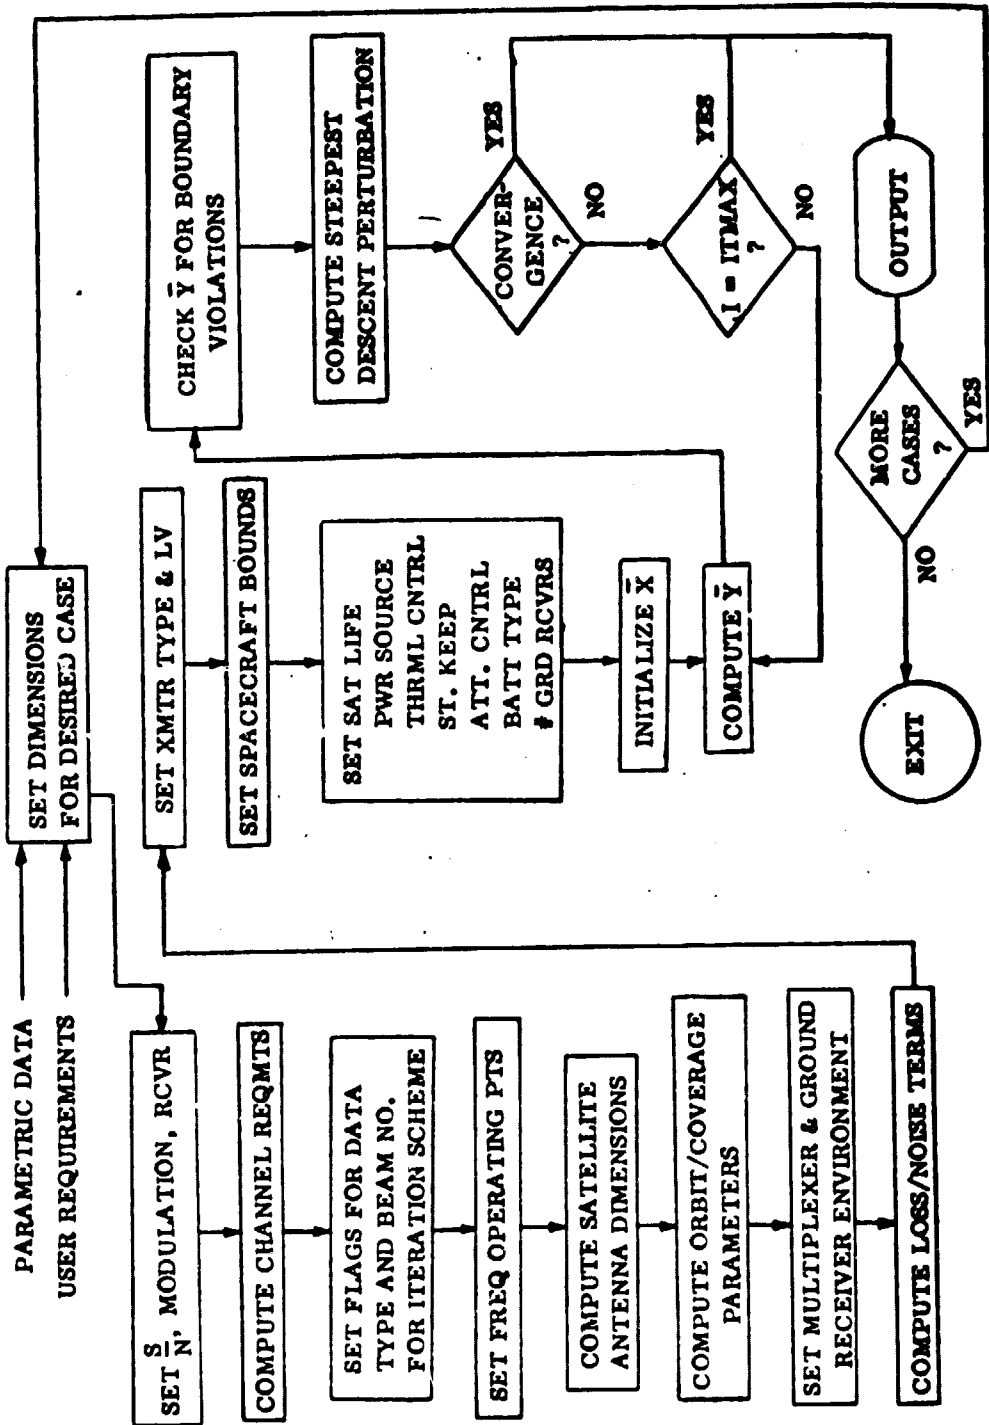 PARAMETRIC DATA
USER REQUIREMENTS
SET DIMENSIONS
FOR DESIRED CASE
SET S/N, MODULATION, RCVR
COMPUTE CHANNEL REQMTS
SET FLAGS FOR DATA
TYPE AND BEAM NO.
FOR ITERATION SCHEME
SET FREQ OPERATING PTS
COMPUTE SATELLITE
ANTENNA DIMENSIONS
COMPUTE ORBIT/COVERAGE
PARAMETERS
SET MULTIPLEXER & GROUND
RECEIVER ENVIRONMENT
COMPUTE LOSS/NOISE TERMS
SET XMTR TYPE & LV
SET SPACECRAFT BOUNDS
SET SAT LIFE
PWR SOURCE
THRML CNTRL
ST. KEEP
ATT. CNTRL
BATT TYPE
# GRD RCVRS
INITIALIZE X̄
COMPUTE Ȳ
CHECK Ȳ FOR BOUNDARY
VIOLATIONS
COMPUTE STEEPEST
DESCENT PERTURBATION
CONVER-
GENCE
?
YES
NO
I = ITMAX
?
YES
NO
OUTPUT
MORE
CASES
?
YES
NO
EXIT